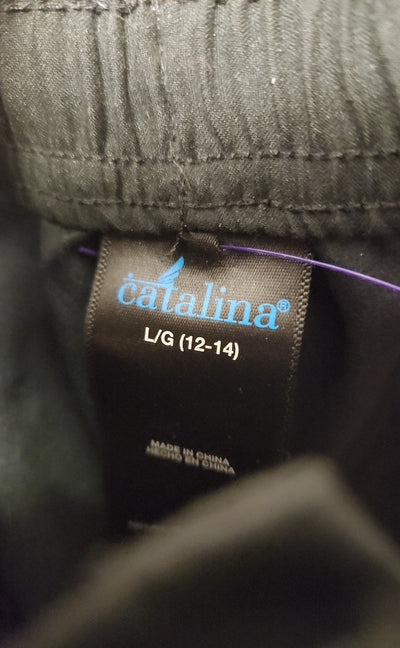 catalina®
L/G (12-14)
MADE IN CHINA
HECHO EN CHINA